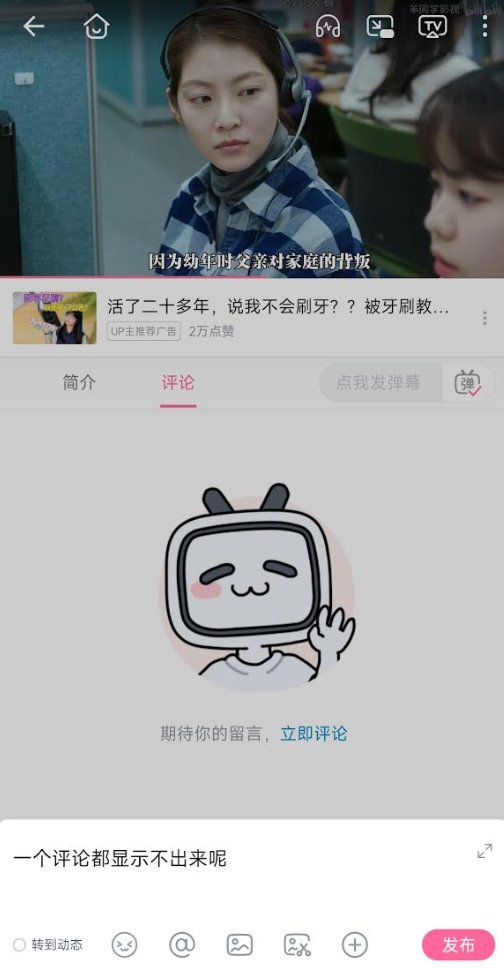 羊同学影视
TV
因为幼年时父亲对家庭的背叛
活了二十多年，说我不会刷牙？？被牙刷教...
UP主推荐广告 2万点赞
简介 评论 点我发弹幕 弹
期待你的留言，立即评论
一个评论都显示不出来呢
转到动态 发布